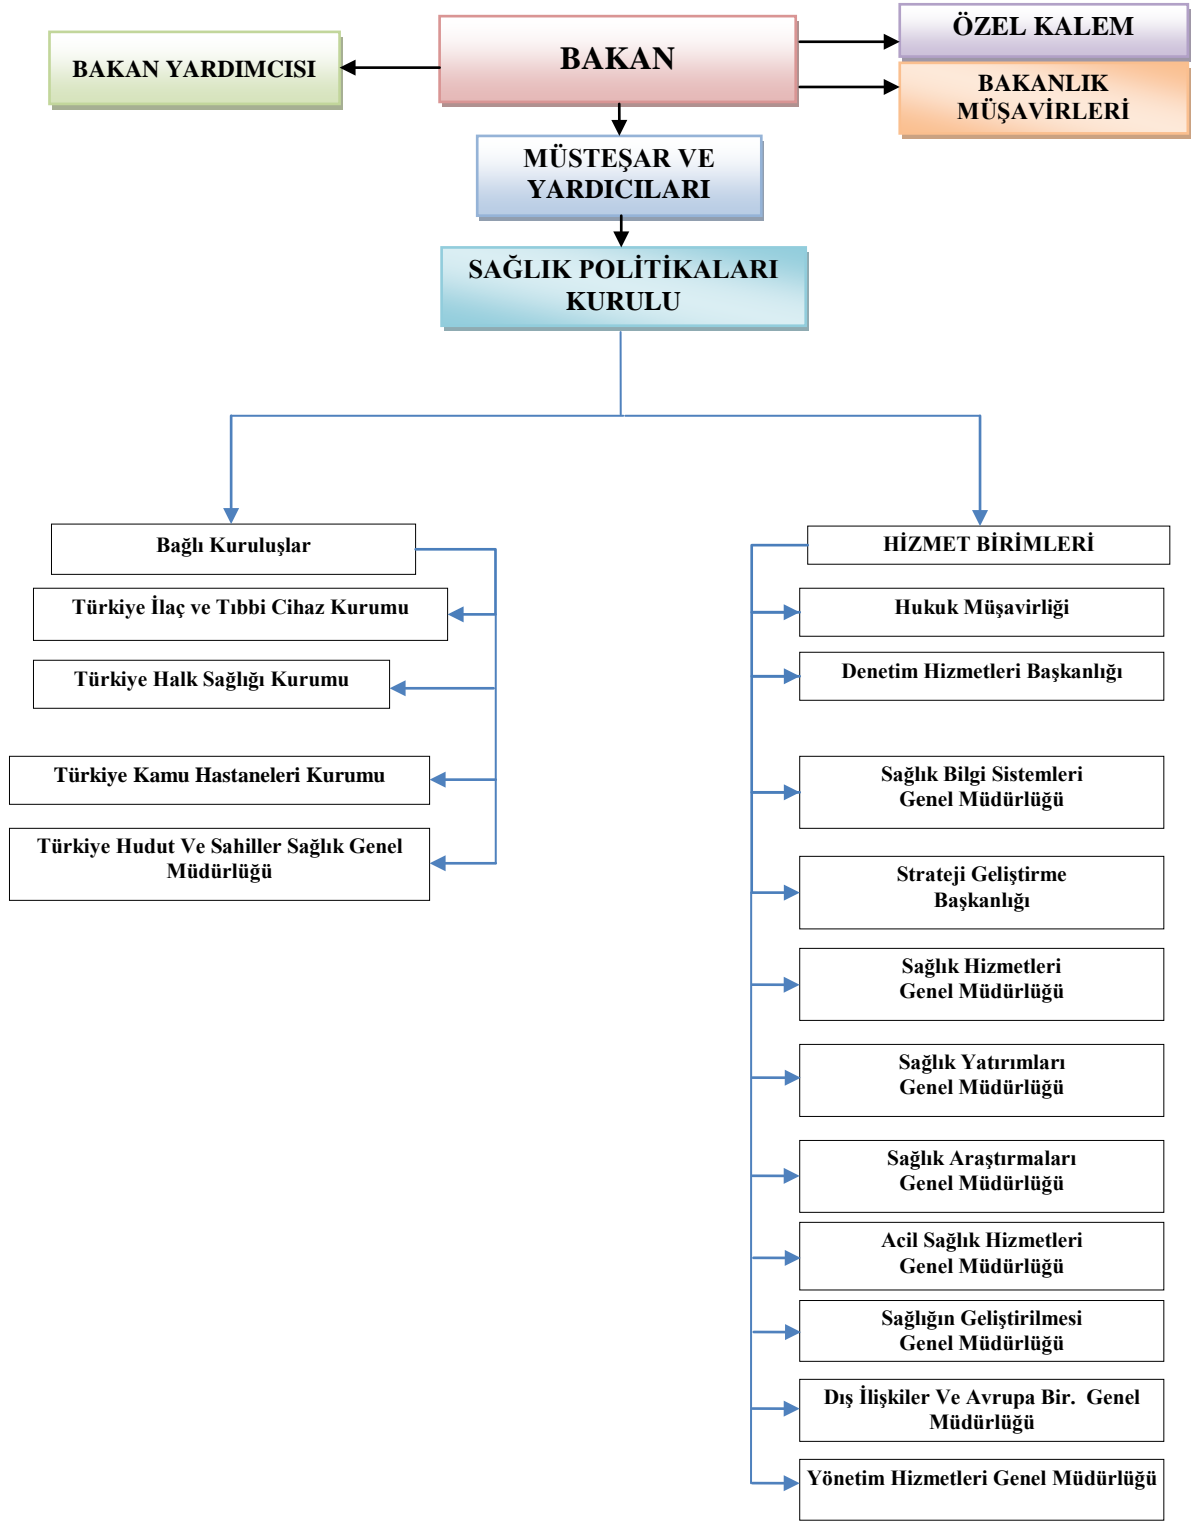 BAKAN YARDIMCISI
BAKAN
ÖZEL KALEM
BAKANLIK
MÜŞAVİRLERİ
MÜSTEŞAR VE
YARDICILARI
SAĞLIK POLİTİKALARI
KURULU
Bağlı Kuruluşlar
Türkiye İlaç ve Tıbbi Cihaz Kurumu
Türkiye Halk Sağlığı Kurumu
Türkiye Kamu Hastaneleri Kurumu
Türkiye Hudut Ve Sahiller Sağlık Genel
Müdürlüğü
HİZMET BİRİMLERİ
Hukuk Müşavirliği
Denetim Hizmetleri Başkanlığı
Sağlık Bilgi Sistemleri
Genel Müdürlüğü
Strateji Geliştirme
Başkanlığı
Sağlık Hizmetleri
Genel Müdürlüğü
Sağlık Yatırımları
Genel Müdürlüğü
Sağlık Araştırmaları
Genel Müdürlüğü
Acil Sağlık Hizmetleri
Genel Müdürlüğü
Sağlığın Geliştirilmesi
Genel Müdürlüğü
Dış İlişkiler Ve Avrupa Bir. Genel
Müdürlüğü
Yönetim Hizmetleri Genel Müdürlüğü